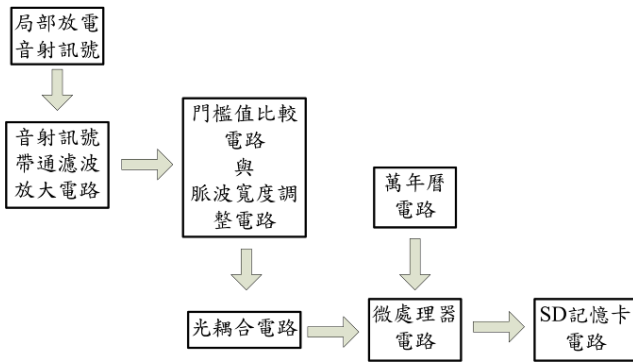 局部放電
音射訊號
音射訊號
帶通濾波
放大電路
門檻值比較
電路
與
脈波寬度調
整電路
萬年曆
電路
光耦合電路
微處理器
電路
SD記憶卡
電路